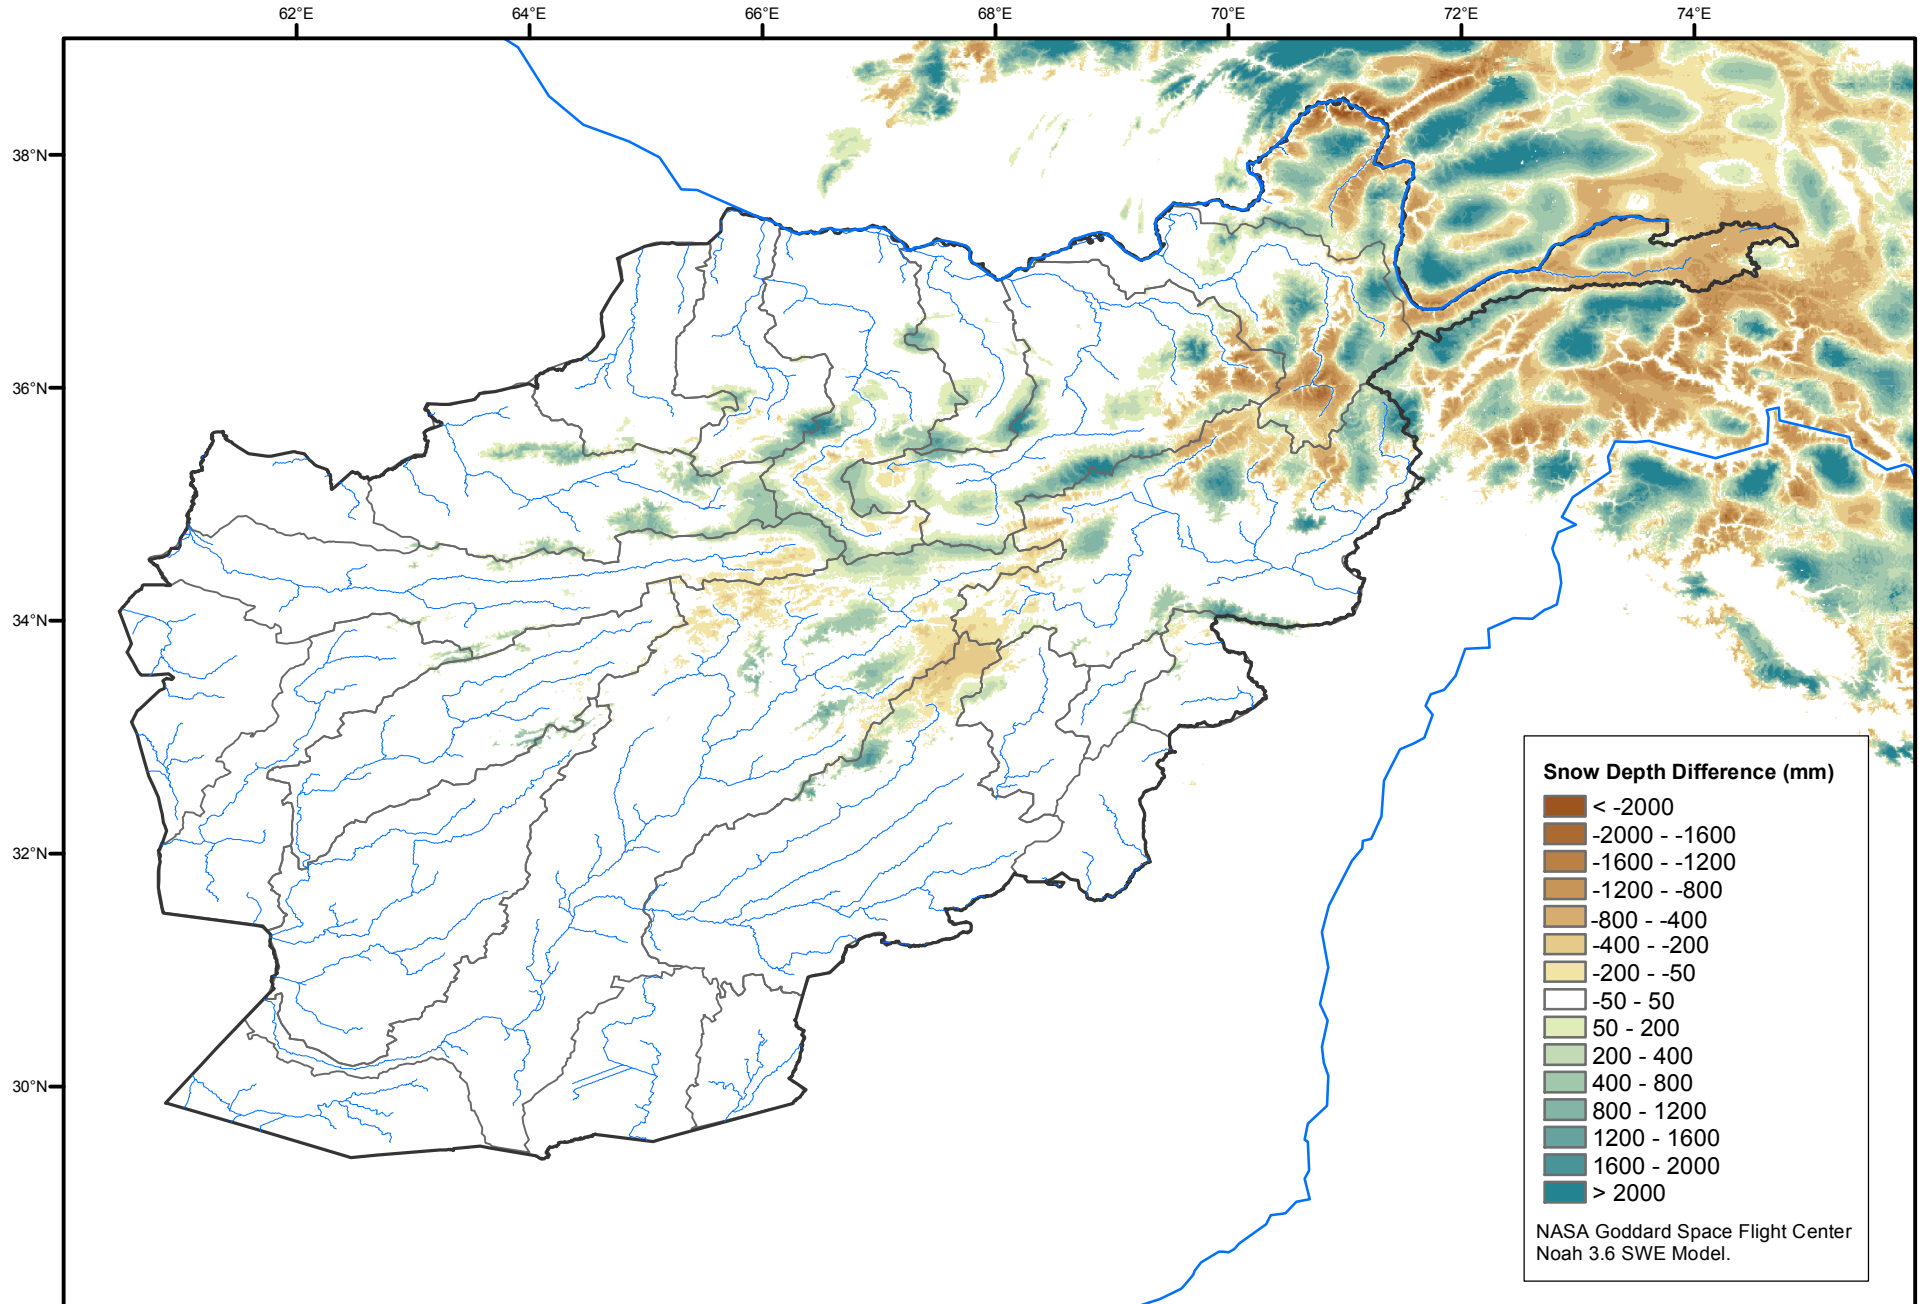 62°E 64°E 66°E 68°E 70°E 72°E 74°E
38°N
36°N
34°N
32°N
30°N
Snow Depth Difference (mm)
< -2000
-2000 - -1600
-1600 - -1200
-1200 - -800
-800 - -400
-400 - -200
-200 - -50
-50 - 50
50 - 200
200 - 400
400 - 800
800 - 1200
1200 - 1600
1600 - 2000
> 2000
NASA Goddard Space Flight Center
Noah 3.6 SWE Model.